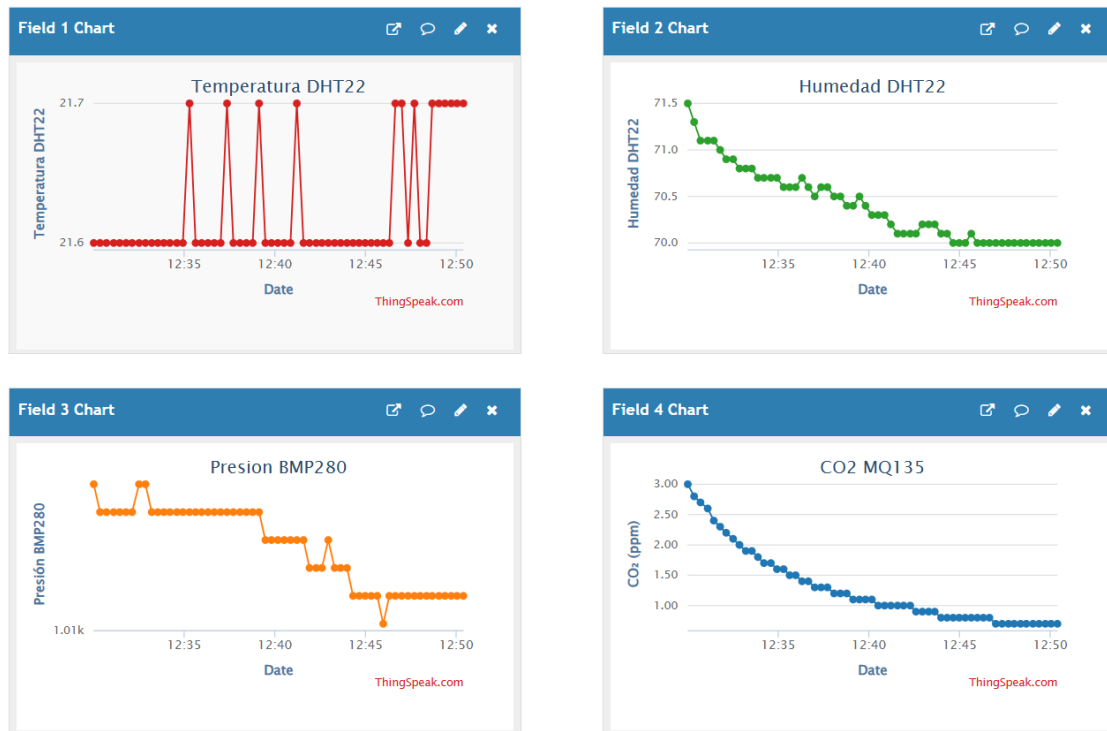 Field 1 Chart
Temperatura DHT22
Temperatura DHT22
21.7
21.6
12:35
12:40
12:45
12:50
Date
ThingSpeak.com
Field 2 Chart
Humedad DHT22
Humedad DHT22
71.5
71.0
70.5
70.0
12:35
12:40
12:45
12:50
Date
ThingSpeak.com
Field 3 Chart
Presion BMP280
Presión BMP280
1.01k
12:35
12:40
12:45
12:50
Date
ThingSpeak.com
Field 4 Chart
CO2 MQ135
CO₂ (ppm)
3.00
2.50
2.00
1.50
1.00
12:35
12:40
12:45
12:50
Date
ThingSpeak.com